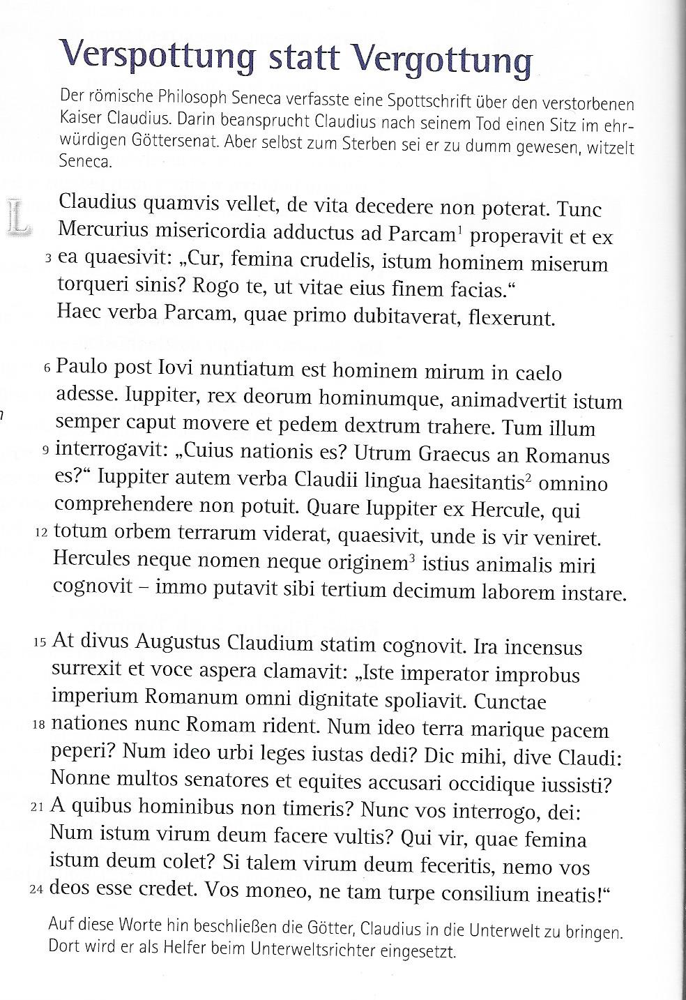 Verspottung statt Vergottung
Der römische Philosoph Seneca verfasste eine Spottschrift über den verstorbenen
Kaiser Claudius. Darin beansprucht Claudius nach seinem Tod einen Sitz im ehr-
würdigen Göttersenat. Aber selbst zum Sterben sei er zu dumm gewesen, witzelt
Seneca.
L
Claudius quamvis vellet, de vita decedere non poterat. Tunc
Mercurius misericordia adductus ad Parcam¹ properavit et ex
3 ea quaesivit: „Cur, femina crudelis, istum hominem miserum
torqueri sinis? Rogo te, ut vitae eius finem facias.“
Haec verba Parcam, quae primo dubitaverat, flexerunt.
6 Paulo post Iovi nuntiatum est hominem mirum in caelo
adesse. Iuppiter, rex deorum hominumque, animadvertit istum
semper caput movere et pedem dextrum trahere. Tum illum
9 interrogavit: „Cuius nationis es? Utrum Graecus an Romanus
es?“ Iuppiter autem verba Claudii lingua haesitantis² omnino
comprehendere non potuit. Quare Iuppiter ex Hercule, qui
12 totum orbem terrarum viderat, quaesivit, unde is vir veniret.
Hercules neque nomen neque originem³ istius animalis miri
cognovit – immo putavit sibi tertium decimum laborem instare.
15 At divus Augustus Claudium statim cognovit. Ira incensus
surrexit et voce aspera clamavit: „Iste imperator improbus
imperium Romanum omni dignitate spoliavit. Cunctae
18 nationes nunc Romam rident. Num ideo terra marique pacem
peperi? Num ideo urbi leges iustas dedi? Dic mihi, dive Claudi:
Nonne multos senatores et equites accusari occidique iussisti?
21 A quibus hominibus non timeris? Nunc vos interrogo, dei:
Num istum virum deum facere vultis? Qui vir, quae femina
istum deum colet? Si talem virum deum feceritis, nemo vos
24 deos esse credet. Vos moneo, ne tam turpe consilium ineatis!“
Auf diese Worte hin beschließen die Götter, Claudius in die Unterwelt zu bringen.
Dort wird er als Helfer beim Unterweltsrichter eingesetzt.